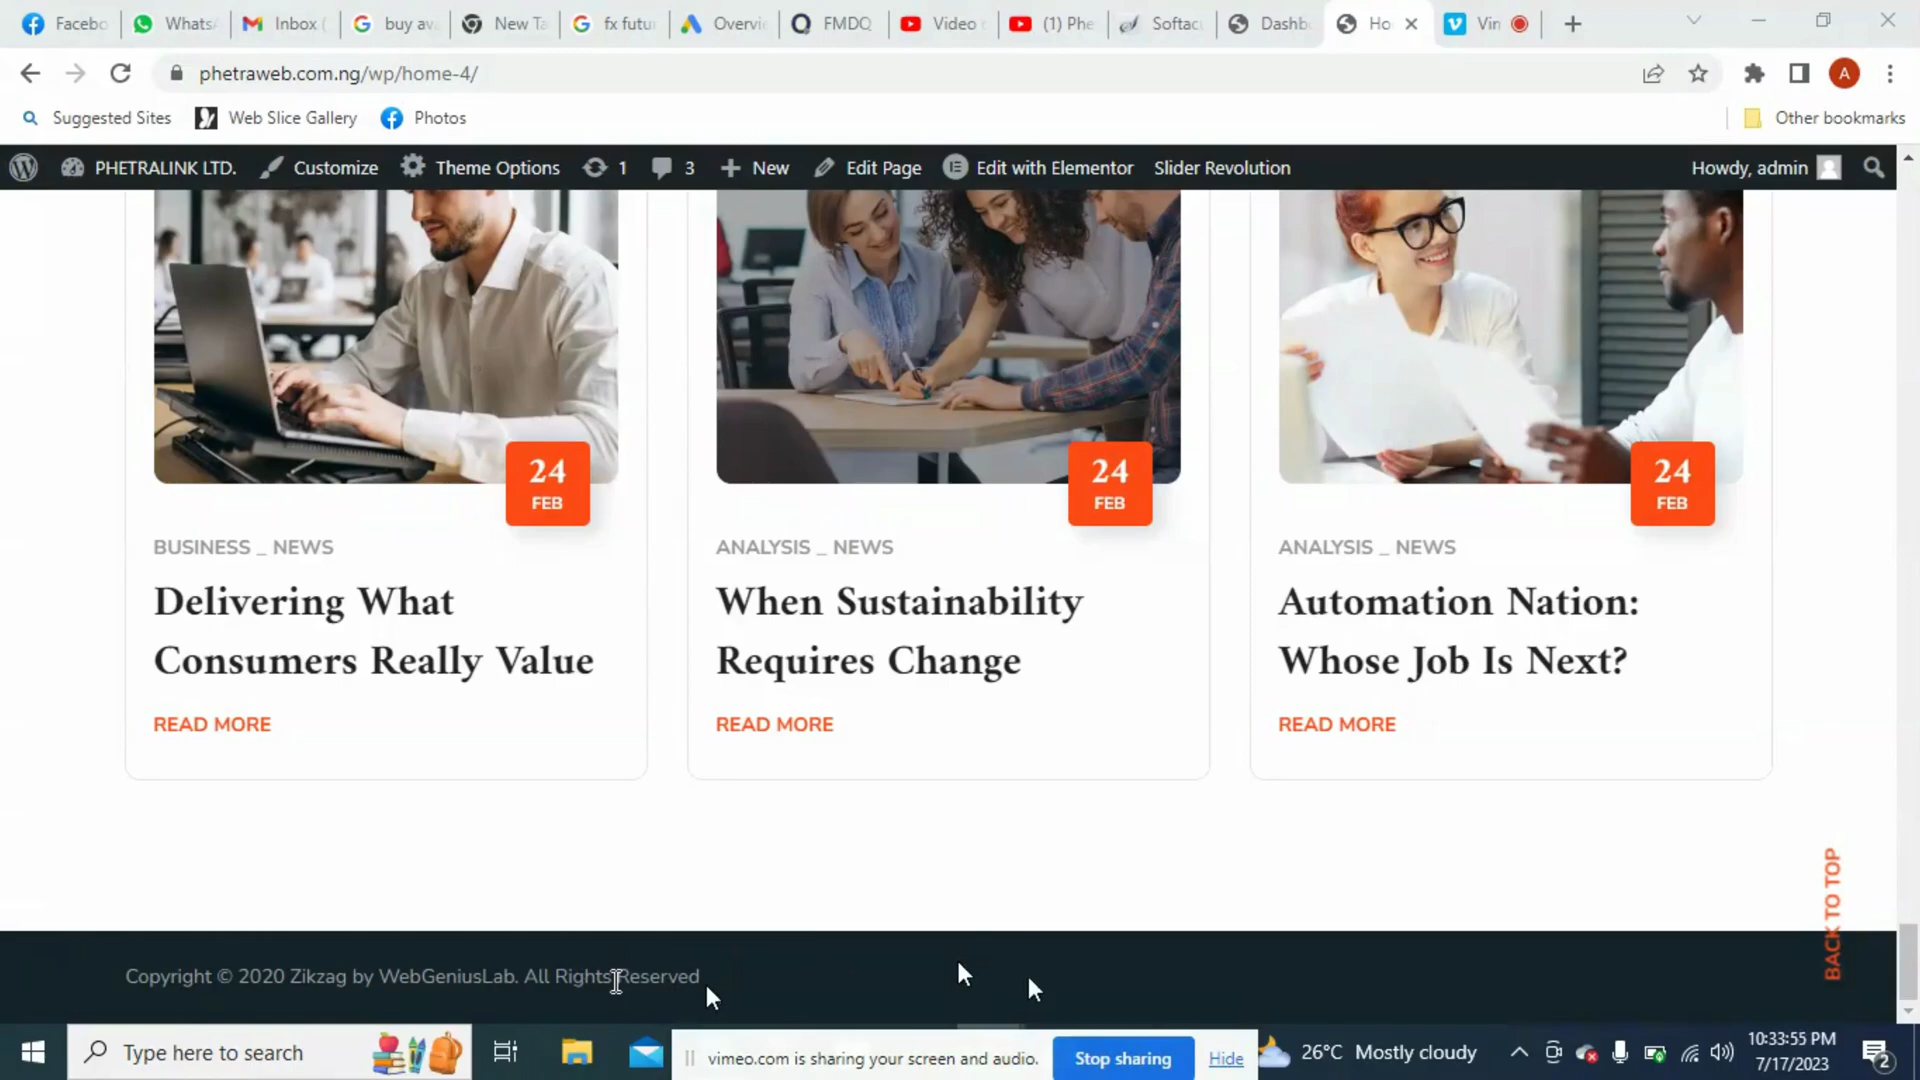 Facebo WhatsA Inbox ( buy ava New Ta fx futu Overvie FMDQ Video (1) Phe Softac Dashb Ho Vin
phetraweb.com.ng/wp/home-4/ A
Suggested Sites Web Slice Gallery Photos Other bookmarks
PHETRALINK LTD. Customize Theme Options 1 3 New Edit Page Edit with Elementor Slider Revolution Howdy, admin
24
FEB
BUSINESS _ NEWS
Delivering What
Consumers Really Value
READ MORE
24
FEB
ANALYSIS _ NEWS
When Sustainability
Requires Change
READ MORE
24
FEB
ANALYSIS _ NEWS
Automation Nation:
Whose Job Is Next?
READ MORE
BACK TO TOP
Copyright © 2020 Zikzag by WebGeniusLab. All Rights Reserved
Type here to search
vimeo.com is sharing your screen and audio. Stop sharing Hide
26°C Mostly cloudy
10:33:55 PM
7/17/2023
2